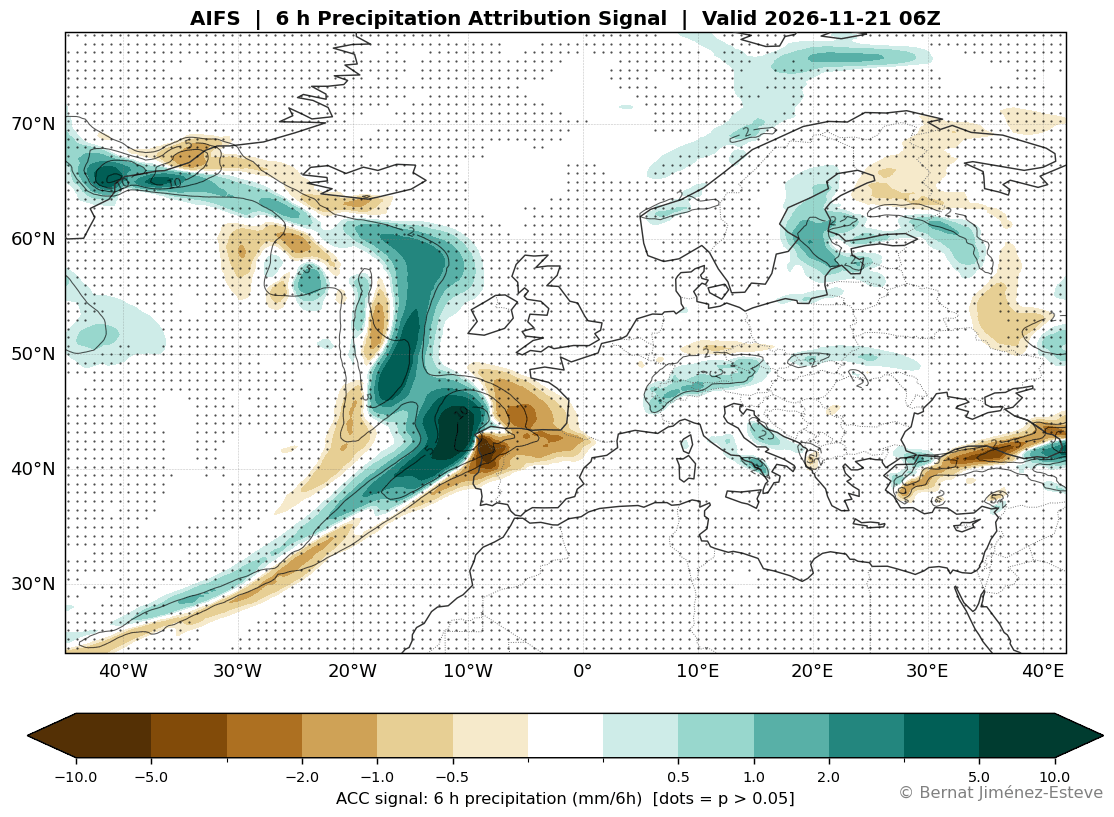 AIFS | 6 h Precipitation Attribution Signal | Valid 2026-11-21 06Z
70°N
60°N
50°N
40°N
30°N
40°W 30°W 20°W 10°W 0° 10°E 20°E 30°E 40°E
−10.0 −5.0 −2.0 −1.0 −0.5 0.5 1.0 2.0 5.0 10.0
ACC signal: 6 h precipitation (mm/6h) [dots = p > 0.05]
© Bernat Jiménez-Esteve